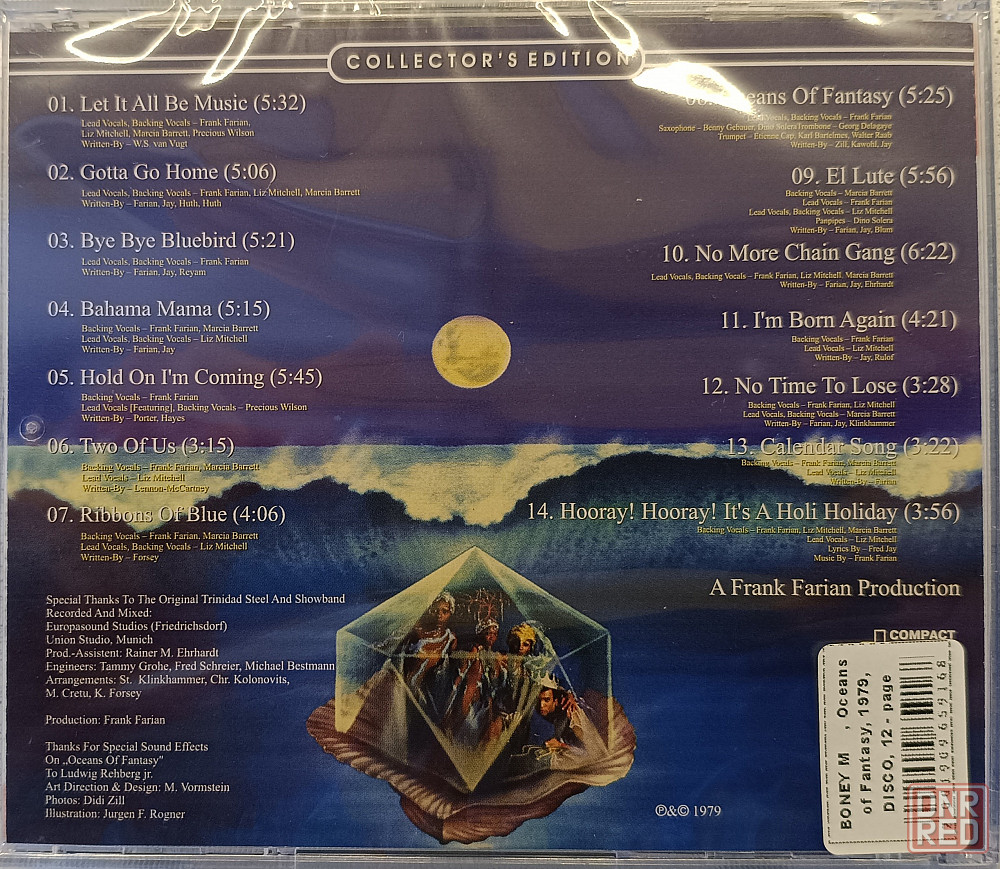 COLLECTOR'S EDITION
01. Let It All Be Music (5:32)
Lead Vocals, Backing Vocals – Frank Farian,
Liz Mitchell, Marcia Barrett, Precious Wilson
Written-By – W.S. van Vugt
02. Gotta Go Home (5:06)
Lead Vocals, Backing Vocals – Frank Farian, Liz Mitchell, Marcia Barrett
Written-By – Farian, Jay, Huth, Huth
03. Bye Bye Bluebird (5:21)
Lead Vocals, Backing Vocals – Frank Farian
Written-By – Farian, Jay, Reyam
04. Bahama Mama (5:15)
Backing Vocals – Frank Farian, Marcia Barrett
Lead Vocals, Backing Vocals – Liz Mitchell
Written-By – Farian, Jay
05. Hold On I'm Coming (5:45)
Backing Vocals – Frank Farian
Lead Vocals [Featuring], Backing Vocals – Precious Wilson
Written-By – Porter, Hayes
06. Two Of Us (3:15)
Backing Vocals – Frank Farian, Marcia Barrett
Lead Vocals – Liz Mitchell
Written-By – Lennon-McCartney
07. Ribbons Of Blue (4:06)
Backing Vocals – Frank Farian, Marcia Barrett
Lead Vocals, Backing Vocals – Liz Mitchell
Written-By – Forsey
Special Thanks To The Original Trinidad Steel And Showband
Recorded And Mixed:
Europasound Studios (Friedrichsdorf)
Union Studio, Munich
Prod.-Assistent: Rainer M. Ehrhardt
Engineers: Tammy Grohe, Fred Schreier, Michael Bestmann
Arrangements: St. Klinkhammer, Chr. Kolonovits,
M. Cretu, K. Forsey
Production: Frank Farian
Thanks For Special Sound Effects
On „Oceans Of Fantasy"
To Ludwig Rehberg jr.
Art Direction & Design: M. Vormstein
Photos: Didi Zill
Illustration: Jurgen F. Rogner
Of Fantasy (5:25)
Lead Vocals, Backing Vocals – Frank Farian
Saxophone – Benny Gebauer, Dino SoleraTrombone – Georg Delagaye
Trumpet – Etienne Cap, Karl Bartelmes, Walter Raab
Written-By – Zill, Kawohl, Jay
09. El Lute (5:56)
Backing Vocals – Marcia Barrett
Lead Vocals – Frank Farian
Lead Vocals, Backing Vocals – Liz Mitchell
Panpipes – Dino Solera
Written-By – Farian, Jay, Blum
10. No More Chain Gang (6:22)
Lead Vocals, Backing Vocals – Frank Farian, Liz Mitchell, Marcia Barrett
Written-By – Farian, Jay, Ehrhardt
11. I'm Born Again (4:21)
Backing Vocals – Frank Farian
Lead Vocals – Liz Mitchell
Written-By – Jay, Rulof
12. No Time To Lose (3:28)
Backing Vocals – Frank Farian, Liz Mitchell
Lead Vocals, Backing Vocals – Marcia Barrett
Written-By – Farian, Jay, Klinkhammer
13. Calendar Song (3:22)
Backing Vocals – Frank Farian, Marcia Barrett
Lead Vocals – Liz Mitchell
Written-By – Farian
14. Hooray! Hooray! It's A Holi Holiday (3:56)
Backing Vocals – Frank Farian, Liz Mitchell, Marcia Barrett
Lead Vocals – Liz Mitchell
Lyrics By – Fred Jay
Music By – Frank Farian
A Frank Farian Production
COMPACT
℗&© 1979
BONEY M , Oceans
of Fantasy, 1979,
DISCO, 12 - page
DNR
RED